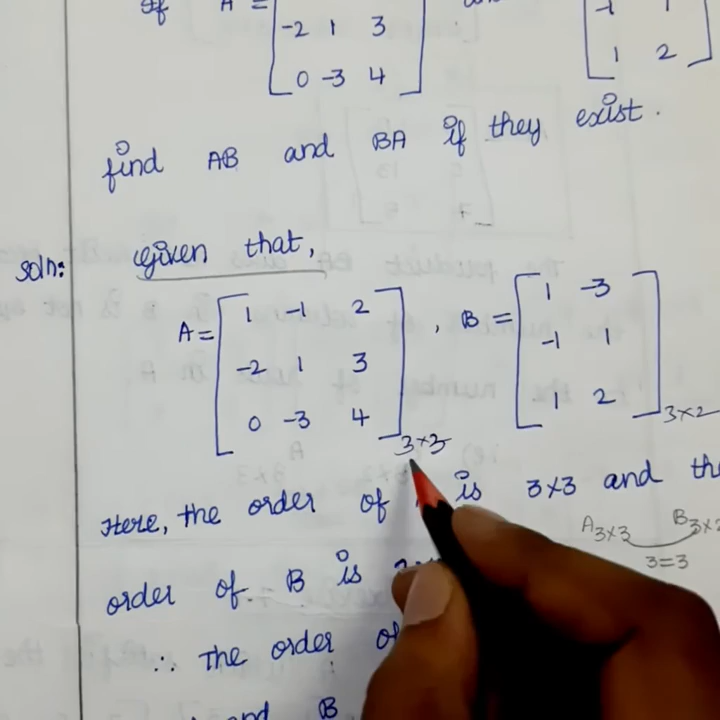 If A =
-2 1 3 -1 1
0 -3 4 1 2
find AB and BA if they exist.
soln: Given that,
A = [ 1 -1 2 ] , B = [ 1 -3 ]
-2 1 3 -1 1
0 -3 4 1 2
3×3 3×2
Here, the order of is 3×3 and the
A3×3 B3×2
3=3
order of B is
∴ The order of
and B